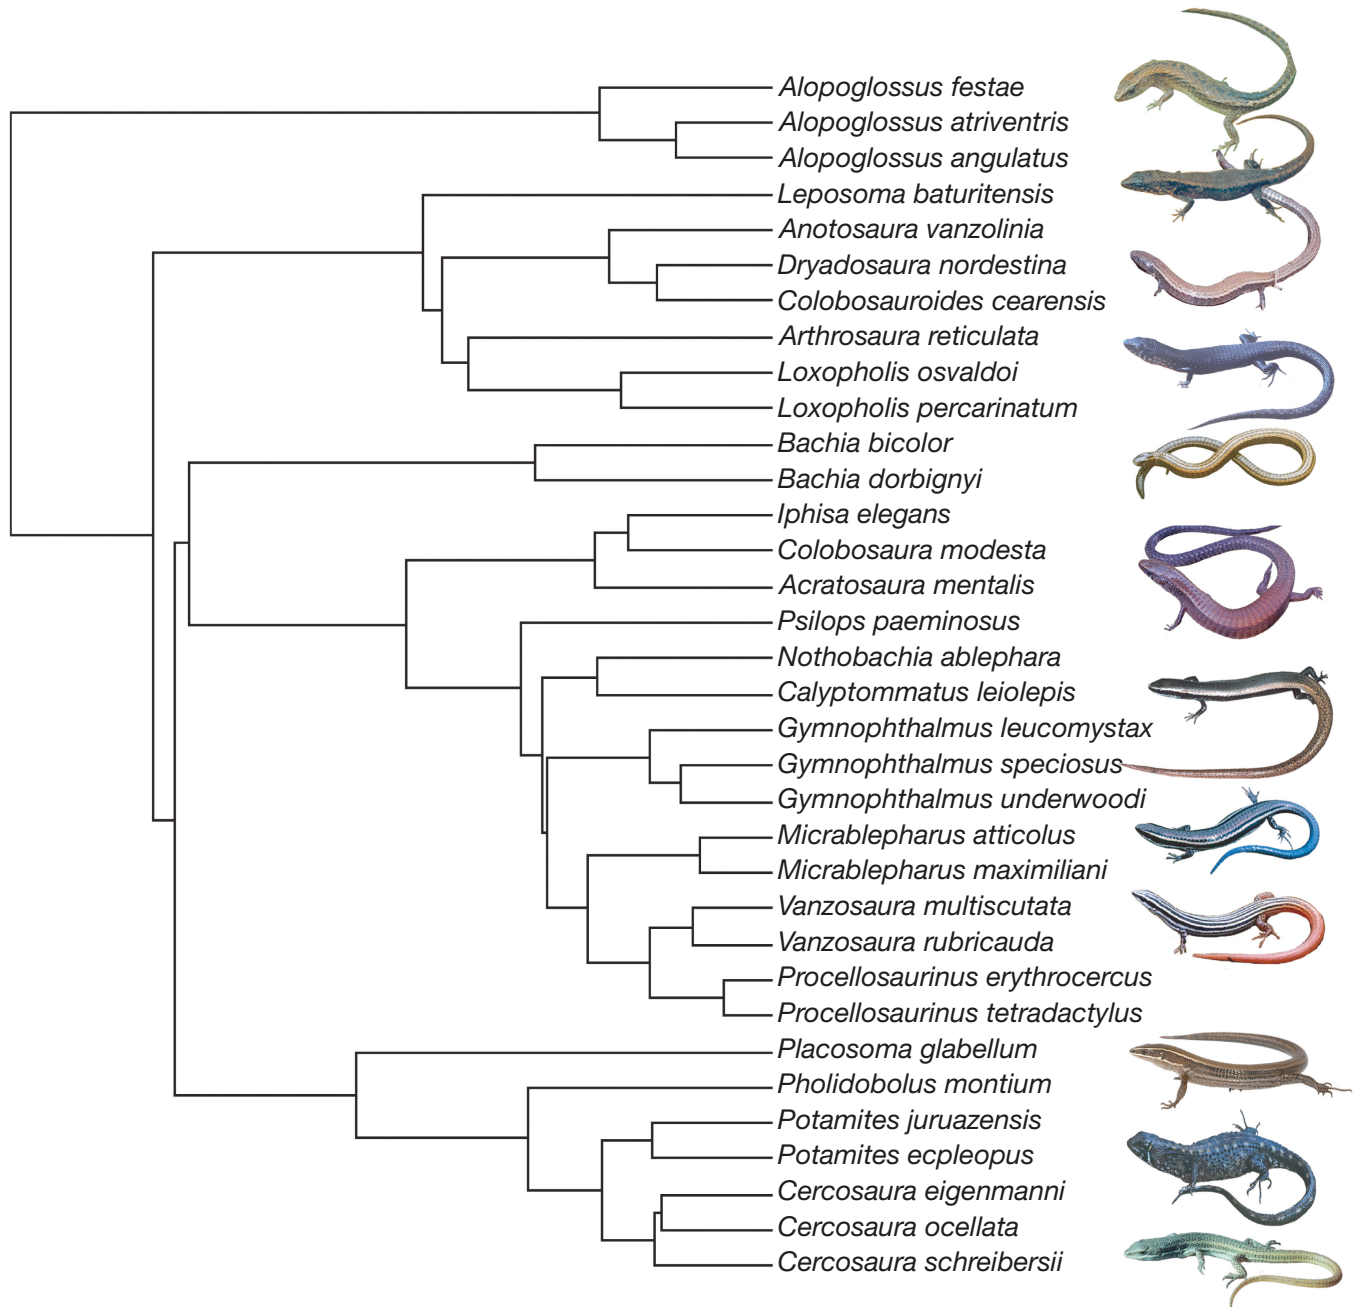 Alopoglossus festae
Alopoglossus atriventris
Alopoglossus angulatus
Leposoma baturitensis
Anotosaura vanzolinia
Dryadosaura nordestina
Colobosauroides cearensis
Arthrosaura reticulata
Loxopholis osvaldoi
Loxopholis percarinatum
Bachia bicolor
Bachia dorbignyi
Iphisa elegans
Colobosaura modesta
Acratosaura mentalis
Psilops paeminosus
Nothobachia ablephara
Calyptommatus leiolepis
Gymnophthalmus leucomystax
Gymnophthalmus speciosus
Gymnophthalmus underwoodi
Micrablepharus atticolus
Micrablepharus maximiliani
Vanzosaura multiscutata
Vanzosaura rubricauda
Procellosaurinus erythrocercus
Procellosaurinus tetradactylus
Placosoma glabellum
Pholidobolus montium
Potamites juruazensis
Potamites ecpleopus
Cercosaura eigenmanni
Cercosaura ocellata
Cercosaura schreibersii